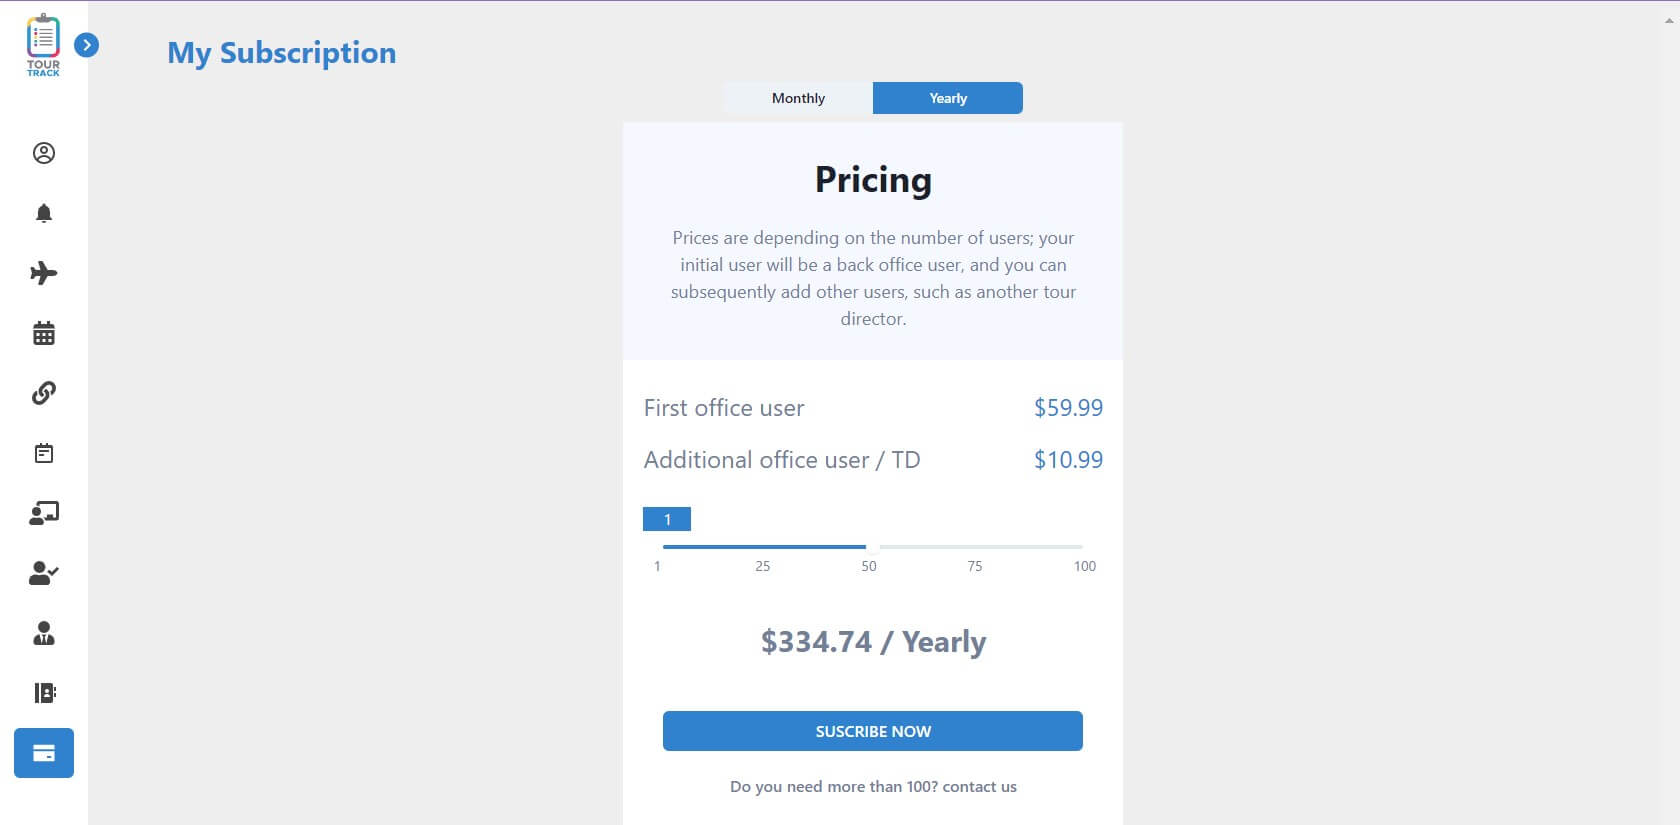 TOUR
TRACK
My Subscription
Monthly
Yearly
Pricing
Prices are depending on the number of users; your
initial user will be a back office user, and you can
subsequently add other users, such as another tour
director.
First office user
$59.99
Additional office user / TD
$10.99
1
1
25
50
75
100
$334.74 / Yearly
SUSCRIBE NOW
Do you need more than 100? contact us